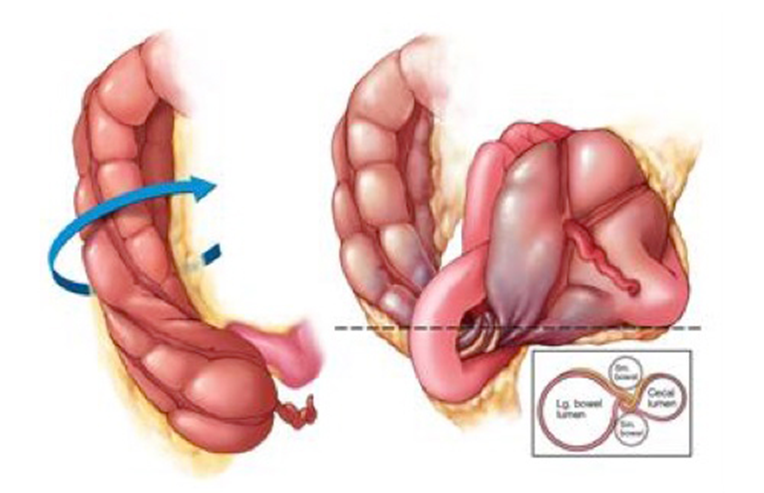 Sm.
bowel
Lg. bowel
lumen
Cecal
lumen
Sm.
bowel